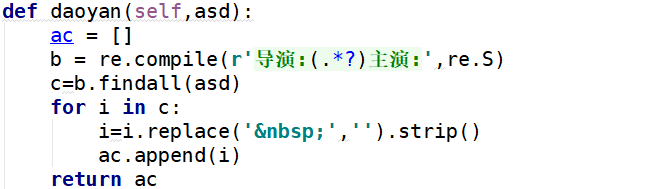 def daoyan(self,asd):
    ac = []
    b = re.compile(r'导演:(.*?)主演:',re.S)
    c=b.findall(asd)
    for i in c:
        i=i.replace('&nbsp;','').strip()
        ac.append(i)
    return ac